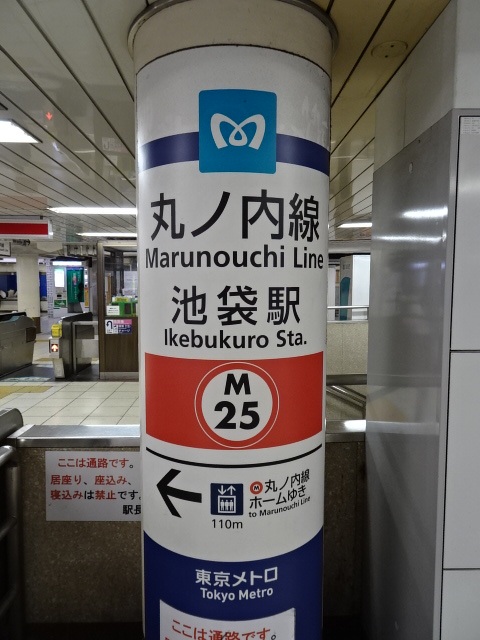 丸ノ内線
Marunouchi Line
池袋駅
Ikebukuro Sta.
M
25
丸ノ内線
ホームゆき
to Marunouchi Line
110m
ここは通路です。
居座り、座込み、
寝込みは禁止です
駅長
東京メトロ
Tokyo Metro
ここは通路です。